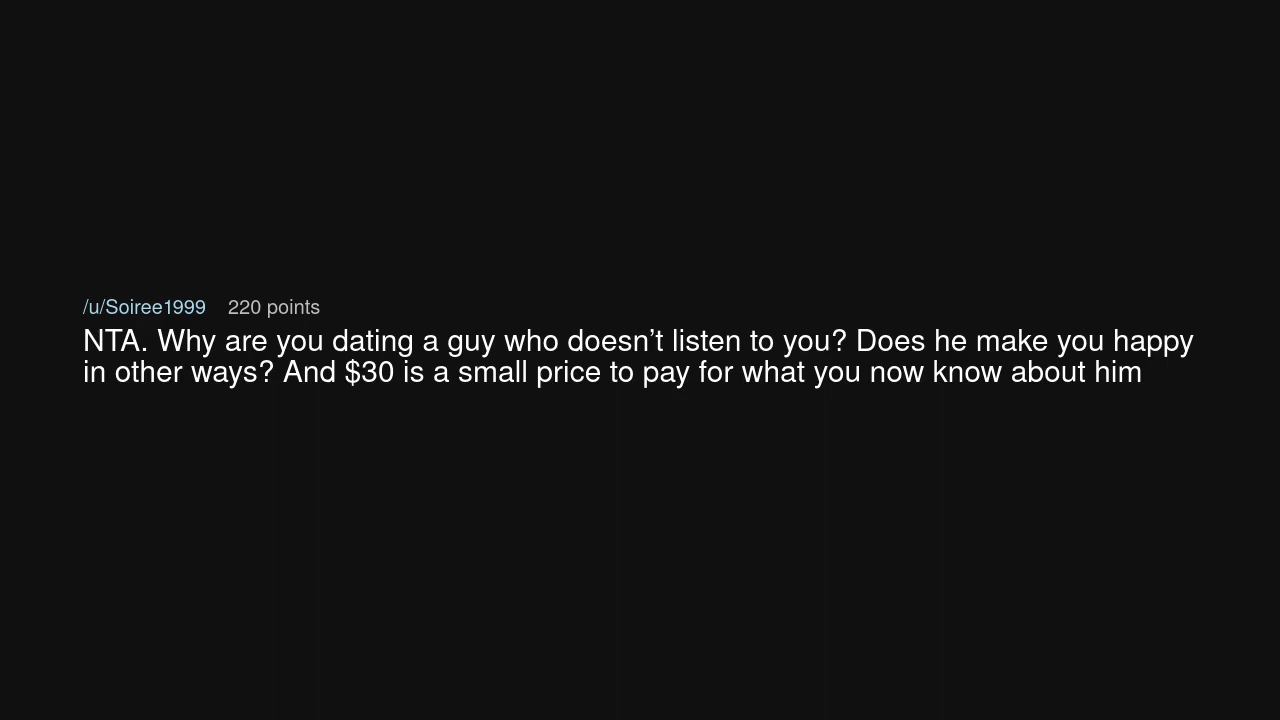 /u/Soiree1999 220 points
NTA. Why are you dating a guy who doesn’t listen to you? Does he make you happy
in other ways? And $30 is a small price to pay for what you now know about him